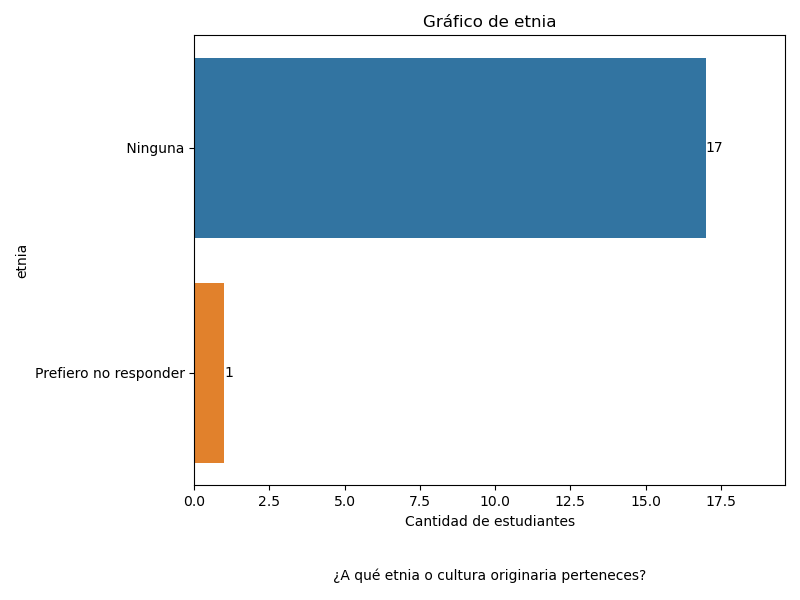 Gráfico de etnia
Ninguna
17
etnia
Prefiero no responder
1
0.0 2.5 5.0 7.5 10.0 12.5 15.0 17.5
Cantidad de estudiantes
¿A qué etnia o cultura originaria perteneces?